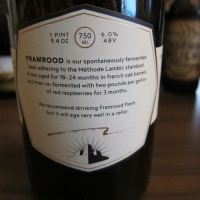 1 PINT
9.4 OZ
750
ML
6.0%
ABV
FRAMROOD is our spontaneously fermented
beer adhering to the Méthode Lambic standard.
It was aged for 18-24 months in french oak barrels
and then re-fermented with two pounds per gallon
of red raspberries for 3 months.
We recommend drinking Framrood fresh,
but it will age very well in a cellar.